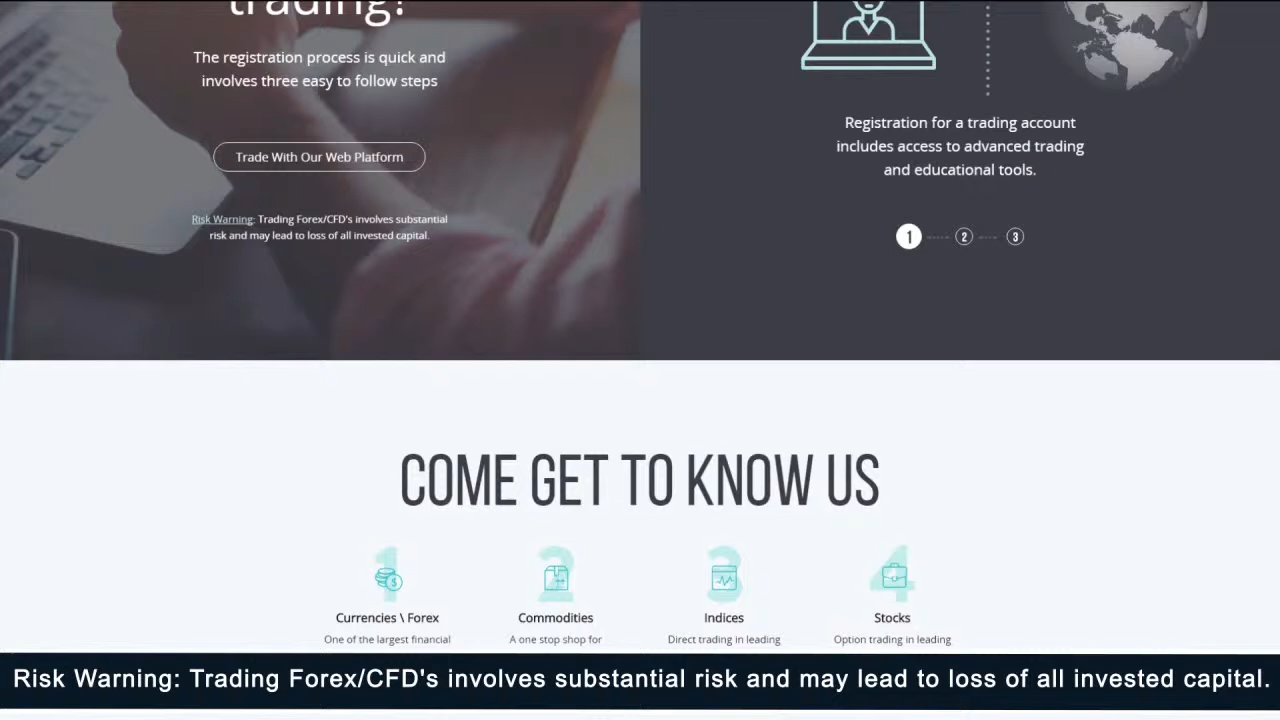 trading?
The registration process is quick and
involves three easy to follow steps
Trade With Our Web Platform
Risk Warning: Trading Forex/CFD's involves substantial
risk and may lead to loss of all invested capital.
Registration for a trading account
includes access to advanced trading
and educational tools.
1 2 3
COME GET TO KNOW US
1 2 3 4
Currencies \ Forex Commodities Indices Stocks
One of the largest financial A one stop shop for Direct trading in leading Option trading in leading
Risk Warning: Trading Forex/CFD's involves substantial risk and may lead to loss of all invested capital.